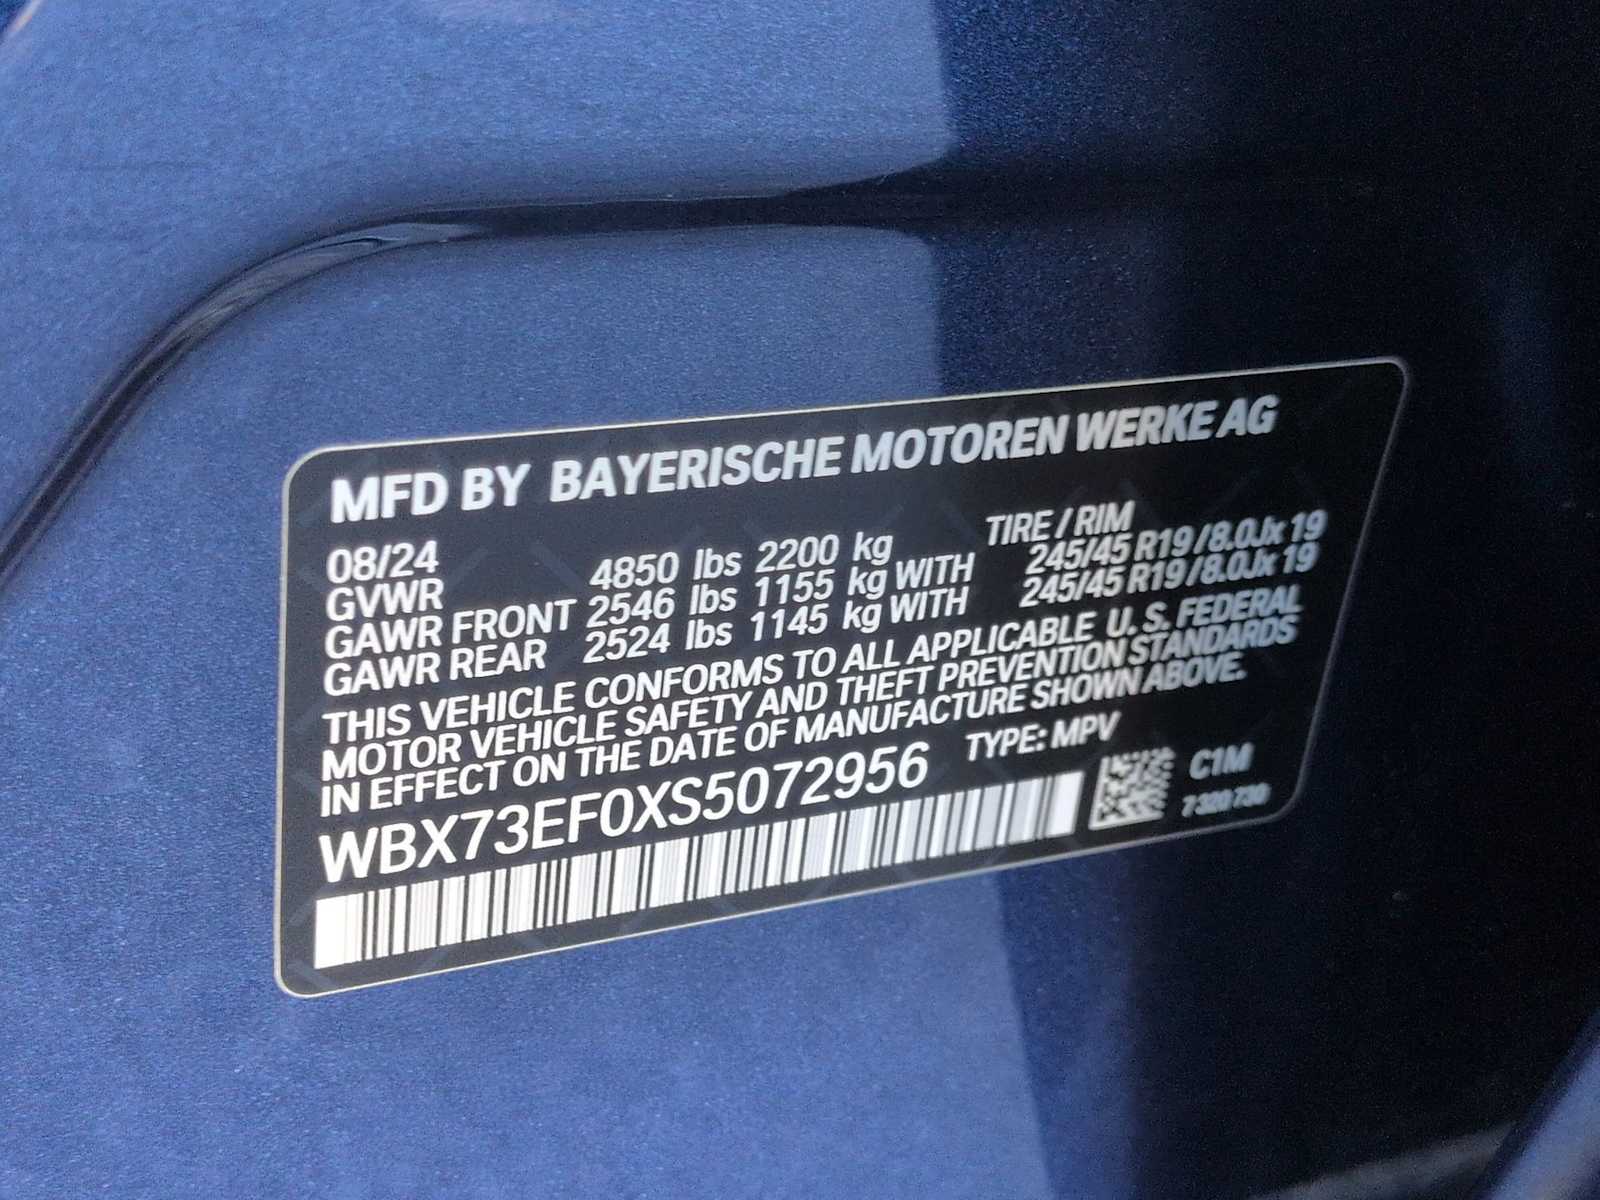 MFD BY BAYERISCHE MOTOREN WERKE AG
08/24 TIRE / RIM
GVWR 4850 lbs 2200 kg
GAWR FRONT 2546 lbs 1155 kg WITH 245/45 R19 / 8.0Jx 19
GAWR REAR 2524 lbs 1145 kg WITH 245/45 R19 / 8.0Jx 19
THIS VEHICLE CONFORMS TO ALL APPLICABLE U. S. FEDERAL
MOTOR VEHICLE SAFETY AND THEFT PREVENTION STANDARDS
IN EFFECT ON THE DATE OF MANUFACTURE SHOWN ABOVE.
WBX73EF0XS5072956 TYPE: MPV
C1M
7320730